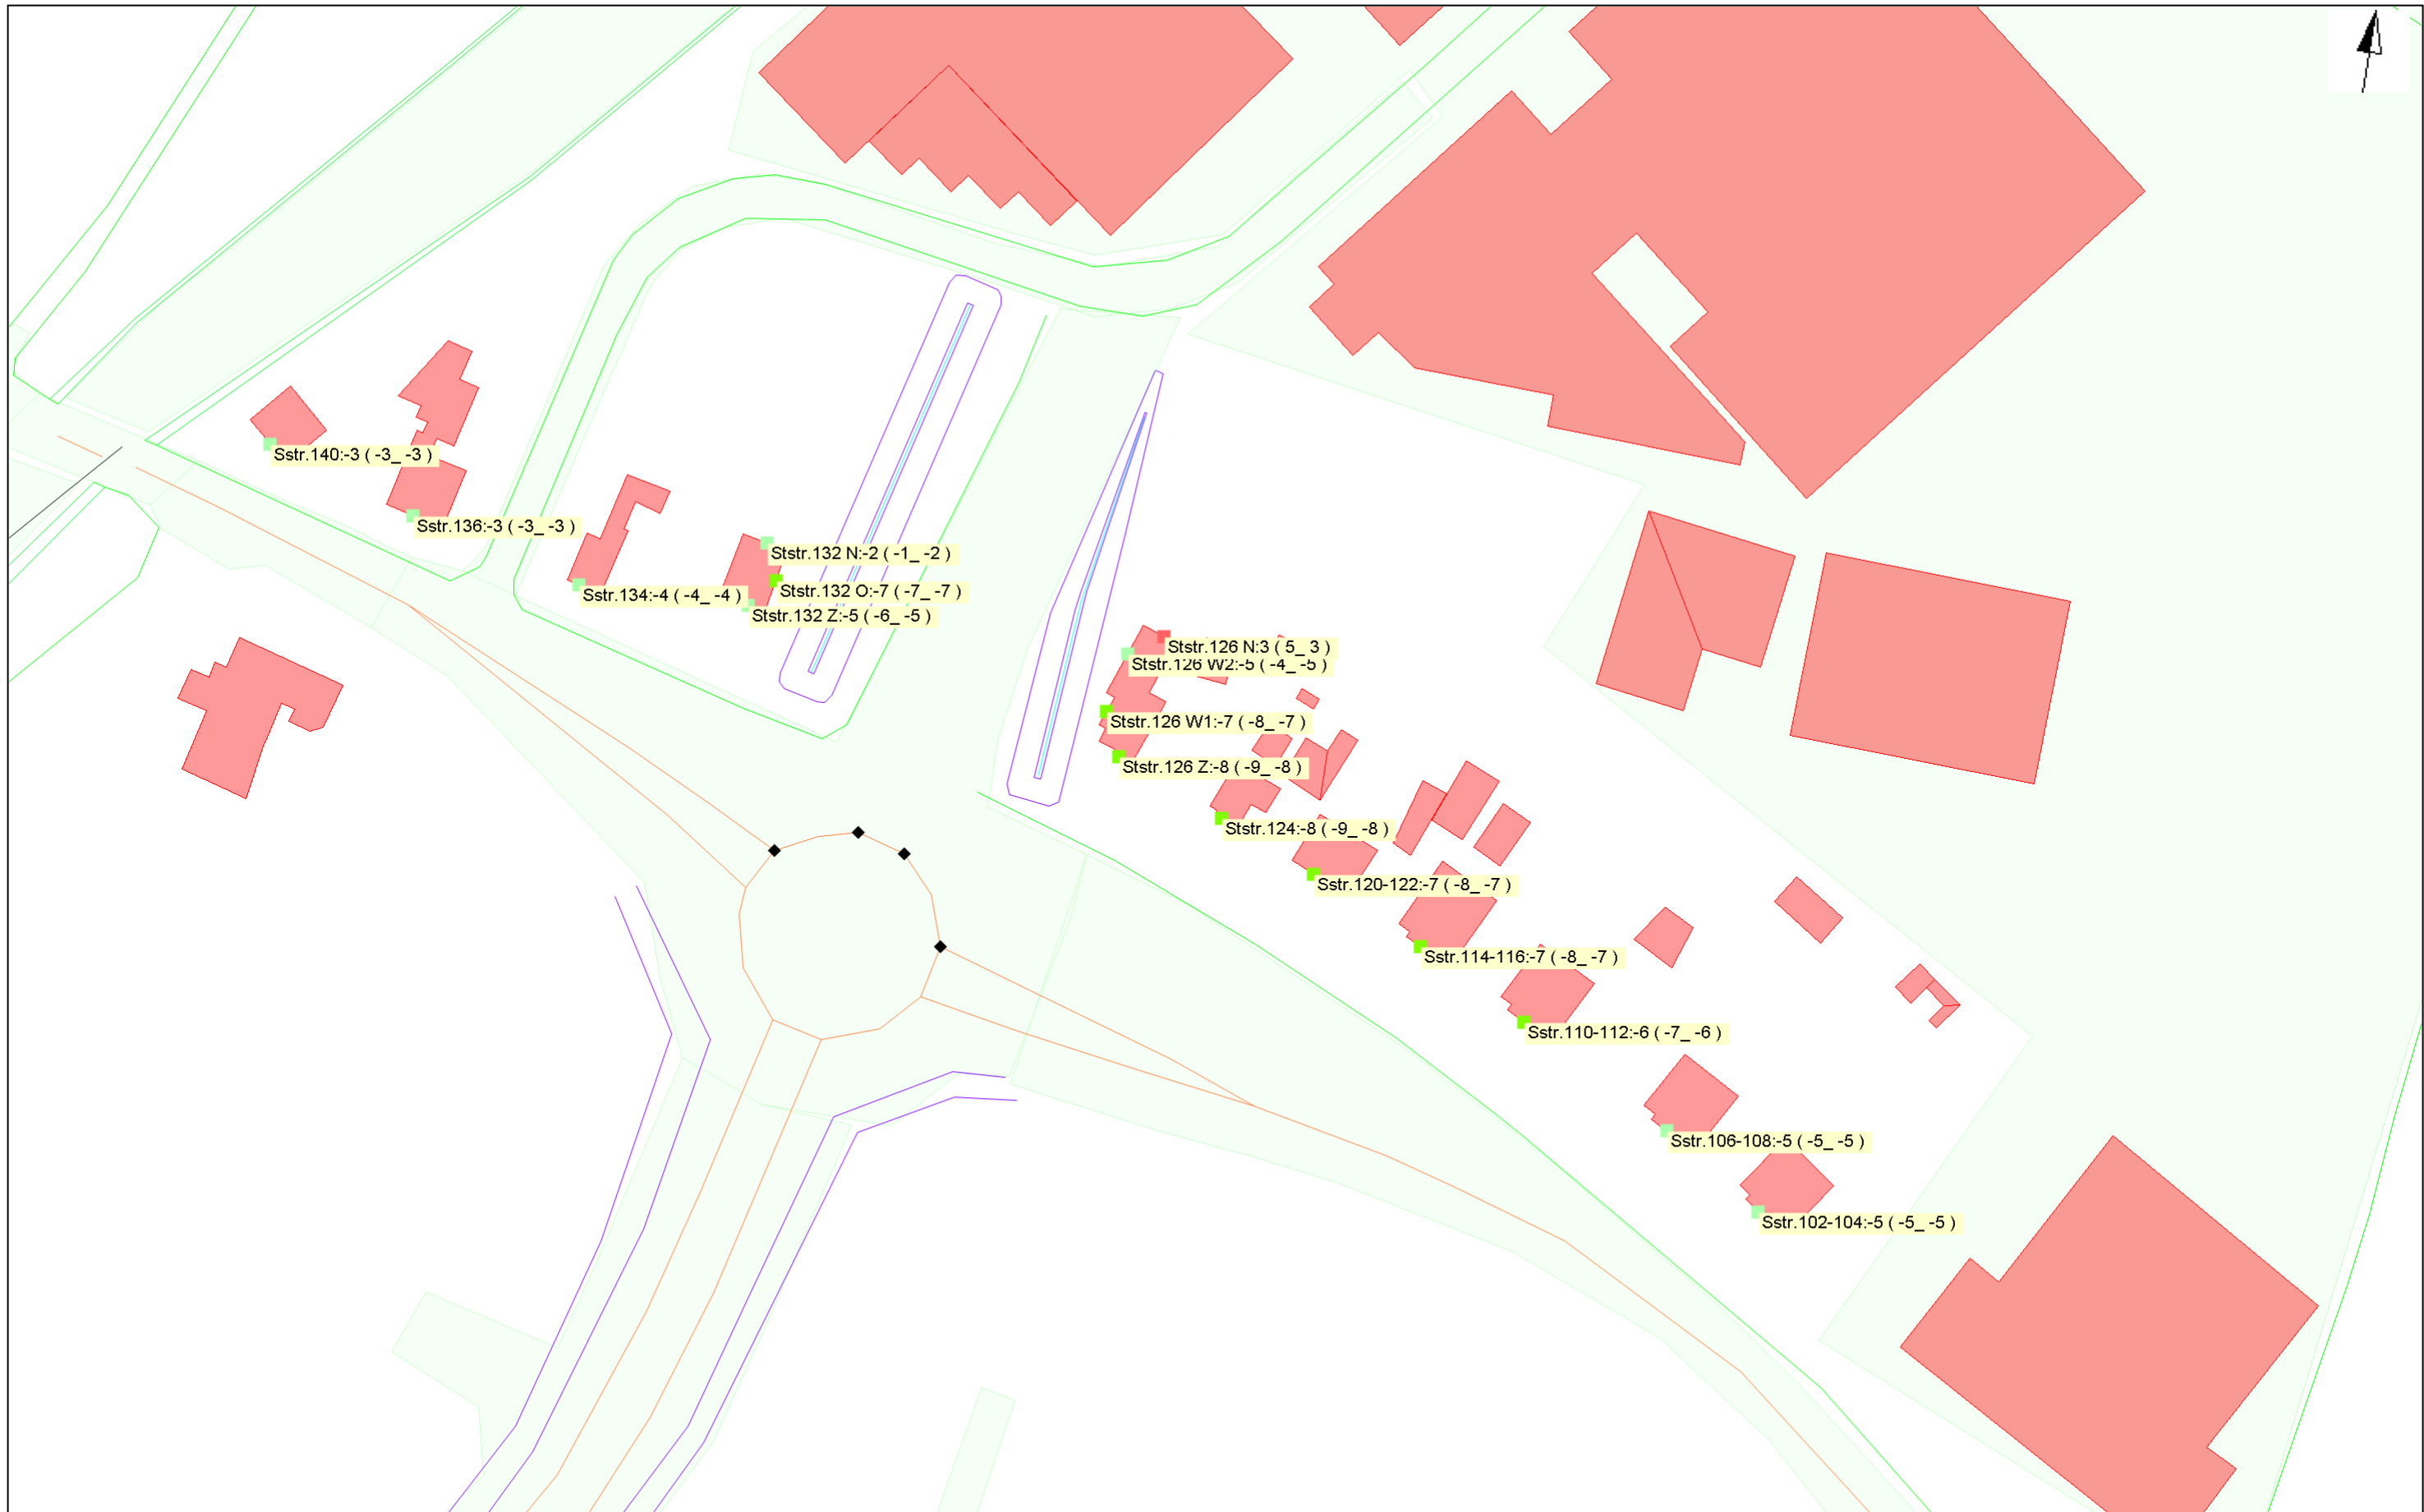 Sstr.140:-3 ( -3_ -3 )
Sstr.136:-3 ( -3_ -3 )
Ststr.132 N:-2 ( -1_ -2 )
Ststr.132 O:-7 ( -7_ -7 )
Sstr.134:-4 ( -4_ -4 )
Ststr.132 Z:-5 ( -6_ -5 )
Ststr.126 N:3 ( 5_ 3 )
Ststr.126 W2:-5 ( -4_ -5 )
Ststr.126 W1:-7 ( -8_ -7 )
Ststr.126 Z:-8 ( -9_ -8 )
Ststr.124:-8 ( -9_ -8 )
Sstr.120-122:-7 ( -8_ -7 )
Sstr.114-116:-7 ( -8_ -7 )
Sstr.110-112:-6 ( -7_ -6 )
Sstr.106-108:-5 ( -5_ -5 )
Sstr.102-104:-5 ( -5_ -5 )